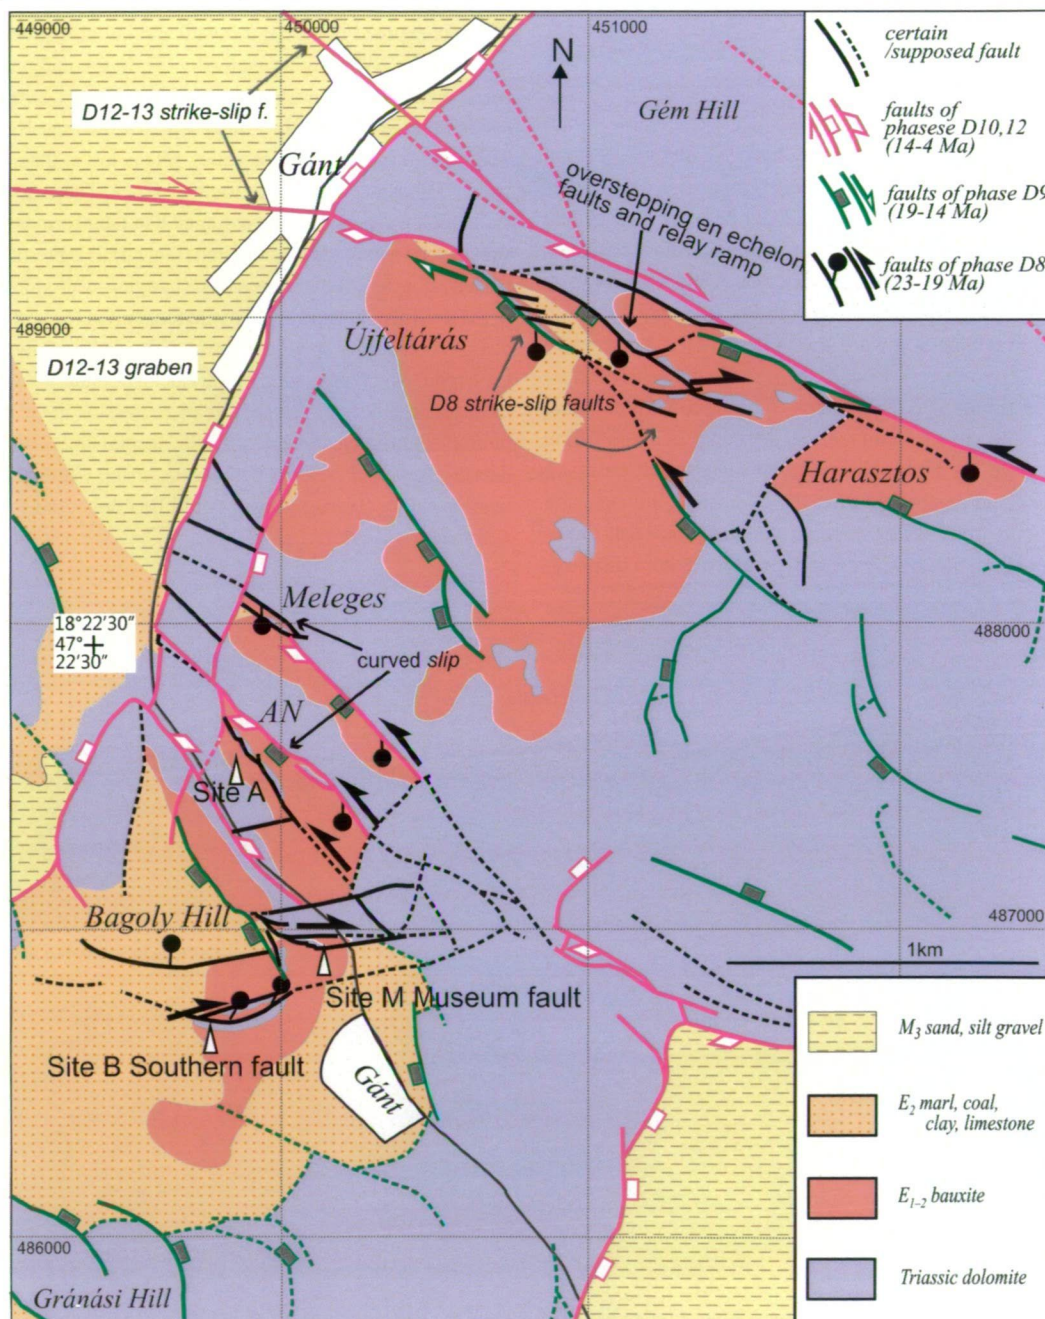 449000
450000
451000
certain
/supposed fault
N
D12-13 strike-slip f.
Gém Hill
faults of
phasese D10,12
(14-4 Ma)
Gánt
overstepping en echelon
faults and relay ramp
faults of phase D9
(19-14 Ma)
faults of phase D8
(23-19 Ma)
489000
Újfeltárás
D12-13 graben
D8 strike-slip faults
Harasztos
Meleges
18°22'30"
47°
22'30"
488000
curved slip
AN
Site A
Bagoly Hill
487000
1km
Site M Museum fault
M3 sand, silt gravel
Site B Southern fault
Gánt
E2 marl, coal,
clay, limestone
E1-2 bauxite
486000
Gránási Hill
Triassic dolomite